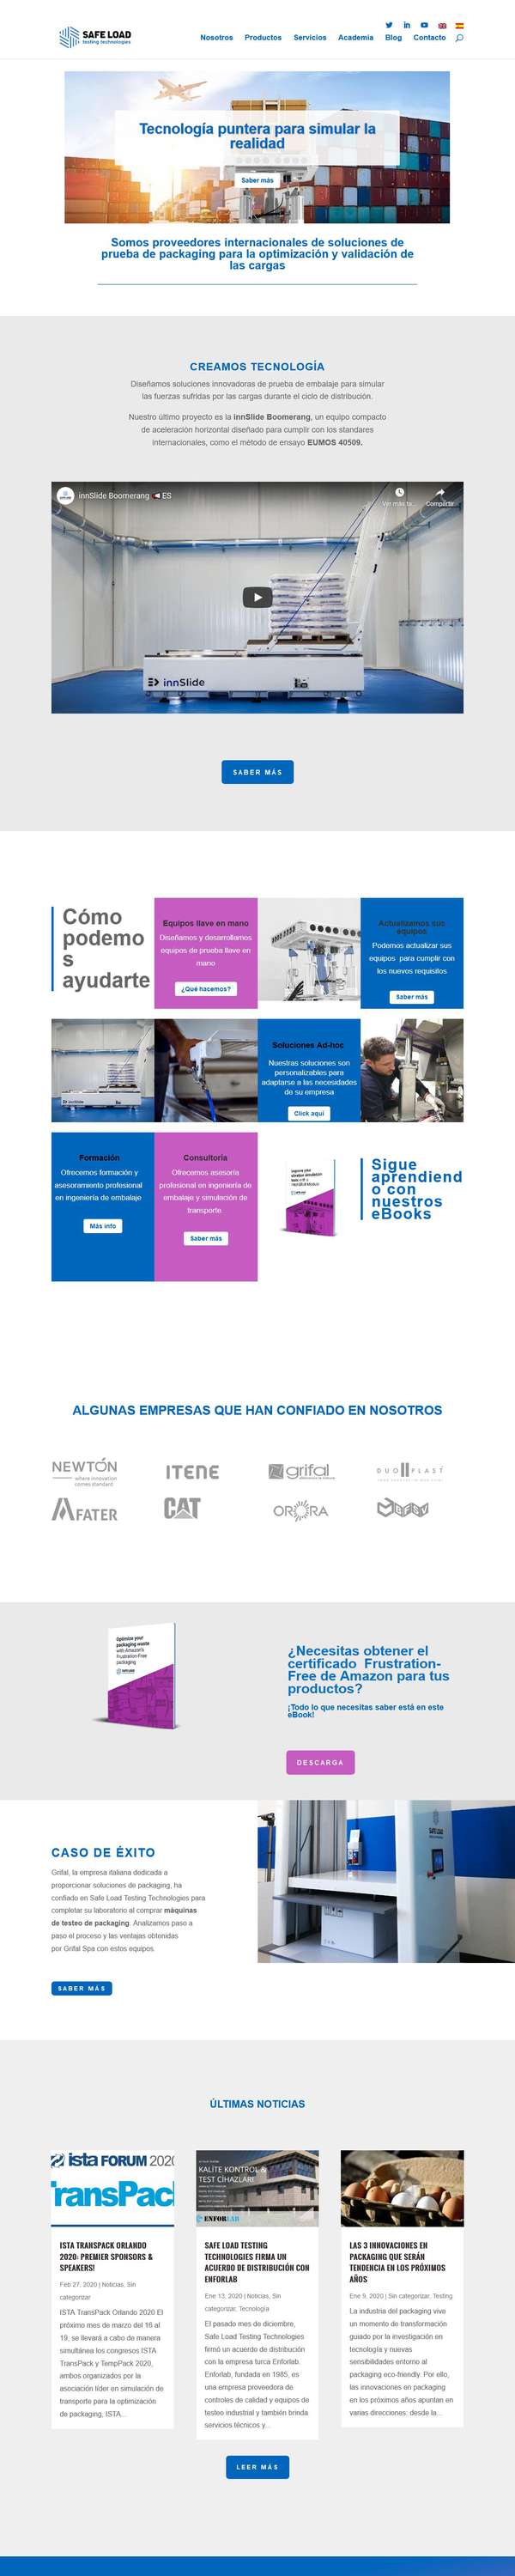 SAFE LOAD
testing technologies
Nosotros Productos Servicios Academia Blog Contacto
Tecnología puntera para simular la
realidad
Saber más
Somos proveedores internacionales de soluciones de
prueba de packaging para la optimización y validación de
las cargas
CREAMOS TECNOLOGÍA
Diseñamos soluciones innovadoras de prueba de embalaje para simular
las fuerzas sufridas por las cargas durante el ciclo de distribución.
Nuestro último proyecto es la innSlide Boomerang, un equipo compacto
de aceleración horizontal diseñado para cumplir con los standares
internacionales, como el método de ensayo EUMOS 40509.
innSlide Boomerang ES
Ver más ta... Compartir
innSlide
SABER MÁS
Cómo
podemo
s
ayudarte
Equipos llave en mano
Diseñamos y desarrollamos
equipos de prueba llave en
mano
¿Qué hacemos?
Actualizamos sus
equipos
Podemos actualizar sus
equipos para cumplir con
los nuevos requisitos
Saber más
Soluciones Ad-hoc
Nuestras soluciones son
personalizables para
adaptarse a las necesidades
de su empresa
Click aquí
Formación
Ofrecemos formación y
asesoramiento profesional
en ingeniería de embalaje
Más info
Consultoria
Ofrecemos asesoría
profesional en ingeniería de
embalaje y simulación de
transporte
Saber más
Sigue
aprendiend
o con
nuestros
eBooks
ALGUNAS EMPRESAS QUE HAN CONFIADO EN NOSOTROS
NEWTON
where innovation
comes standard
ITENE
grifal
DUO PLAST
FATER
CAT
ORORA
Optimize your
packaging waste
with Amazon's
Frustration-Free
packaging
¿Necesitas obtener el
certificado Frustration-
Free de Amazon para tus
productos?
¡Todo lo que necesitas saber está en este
eBook!
DESCARGA
CASO DE ÉXITO
Grifal, la empresa italiana dedicada a
proporcionar soluciones de packaging, ha
confiado en Safe Load Testing Technologies para
completar su laboratorio al comprar máquinas
de testeo de packaging. Analizamos paso a
paso el proceso y las ventajas obtenidas
por Grifal Spa con estos equipos.
SABER MÁS
SAFE LOAD
ÚLTIMAS NOTICIAS
ista FORUM 2020
TransPack
KALİTE KONTROL &
TEST CİHAZLARI
ENFORLAB
ISTA TRANSPACK ORLANDO
2020: PREMIER SPONSORS &
SPEAKERS!
Feb 27, 2020 | Noticias, Sin
categorizar
ISTA TransPack Orlando 2020 El
próximo mes de marzo del 16 al
19, se llevará a cabo de manera
simultánea los congresos ISTA
TransPack y TempPack 2020,
ambos organizados por la
asociación líder en simulación de
transporte para la optimización
de packaging, ISTA...
SAFE LOAD TESTING
TECHNOLOGIES FIRMA UN
ACUERDO DE DISTRIBUCIÓN CON
ENFORLAB
Ene 13, 2020 | Noticias, Sin
categorizar, Tecnología
El pasado mes de diciembre,
Safe Load Testing Technologies
firmó un acuerdo de distribución
con la empresa turca Enforlab.
Enforlab, fundada en 1985, es
una empresa proveedora de
controles de calidad y equipos de
testeo industrial y también brinda
servicios técnicos y...
LAS 3 INNOVACIONES EN
PACKAGING QUE SERÁN
TENDENCIA EN LOS PRÓXIMOS
AÑOS
Ene 9, 2020 | Sin categorizar, Testing
La industria del packaging vive
un momento de transformación
guiado por la investigación en
tecnología y nuevas
sensibilidades entorno al
packaging eco-friendly. Por ello,
las innovaciones en packaging
en los próximos años apuntan en
varias direcciones: desde la...
LEER MÁS